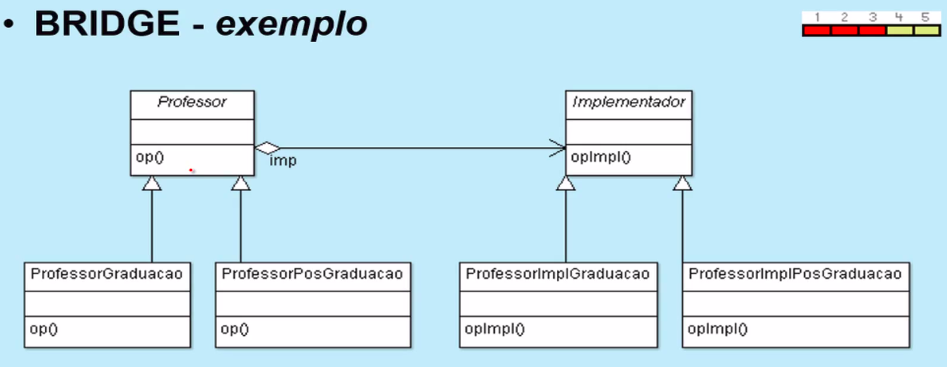 • BRIDGE - exemplo
1 2 3 4 5
Professor
op()
imp
Implementador
opImpl()
ProfessorGraduacao
op()
ProfessorPosGraduacao
op()
ProfessorImplGraduacao
opImpl()
ProfessorImplPosGraduacao
opImpl()